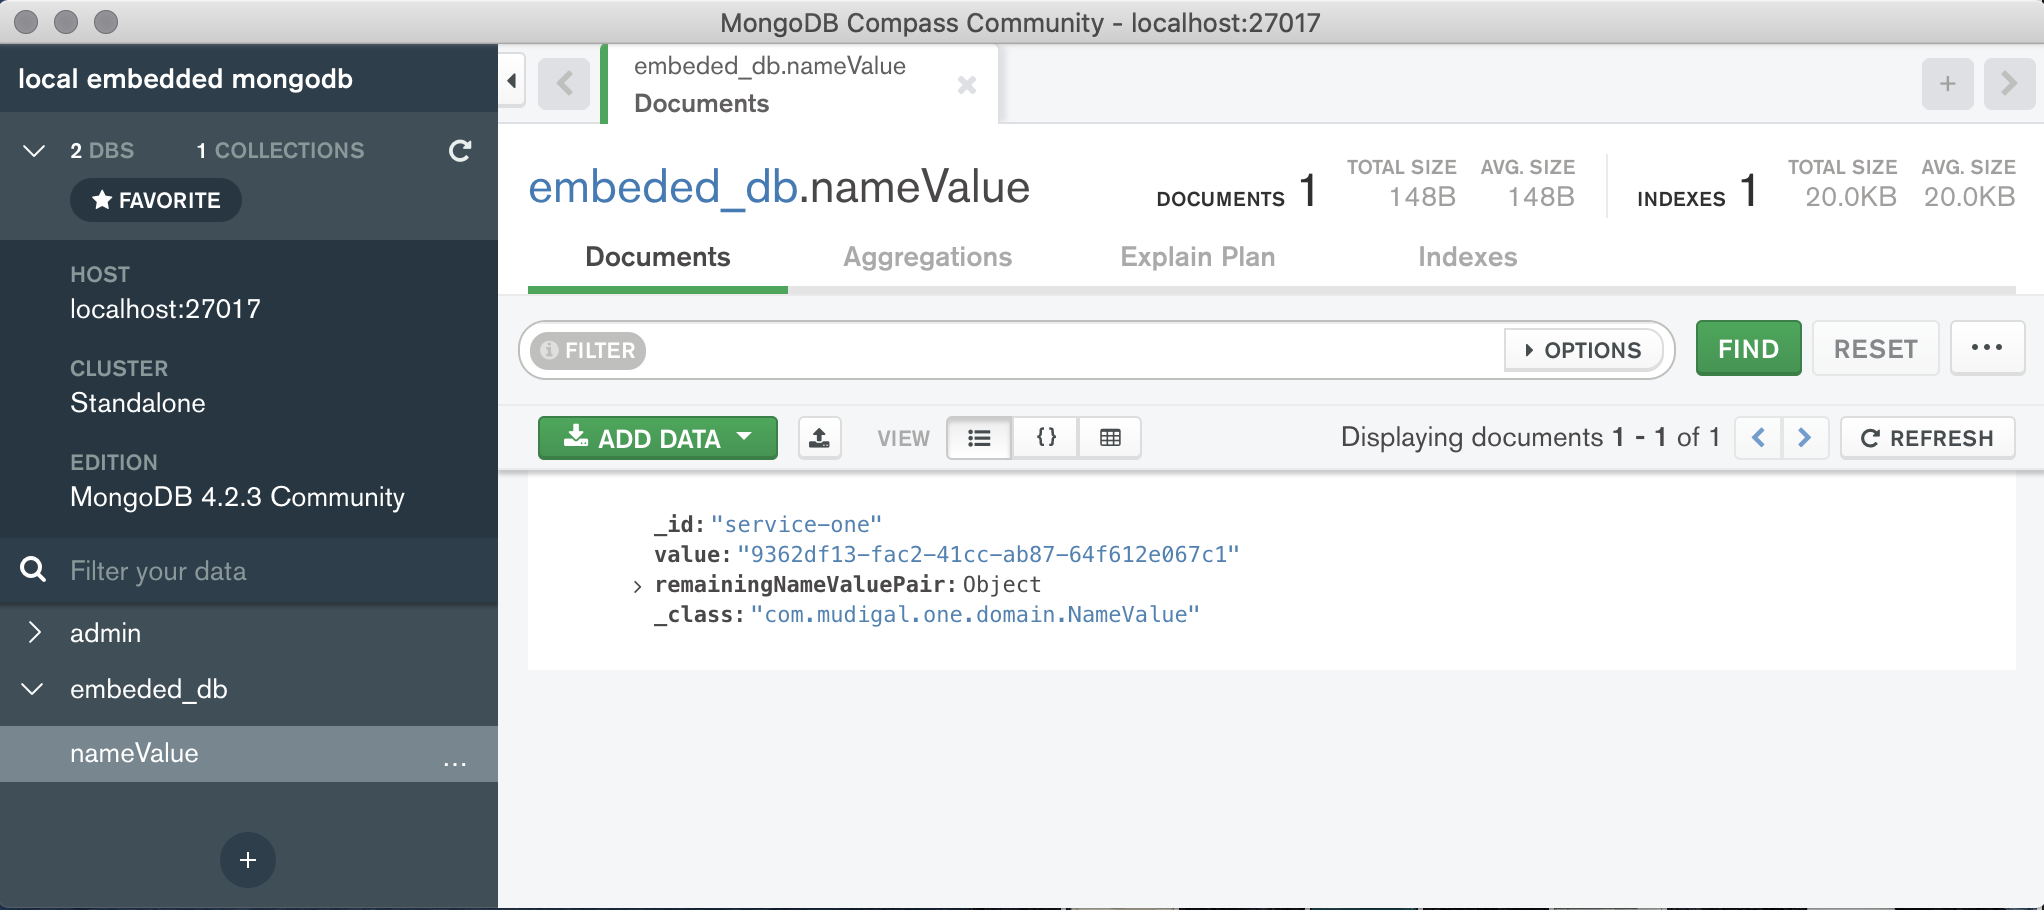 MongoDB Compass Community - localhost:27017
local embedded mongodb
2 DBS 1 COLLECTIONS
FAVORITE
HOST
localhost:27017
CLUSTER
Standalone
EDITION
MongoDB 4.2.3 Community
Filter your data
admin
embeded_db
nameValue ...
embeded_db.nameValue
Documents
embeded_db.nameValue
DOCUMENTS 1
TOTAL SIZE AVG. SIZE
148B 148B
INDEXES 1
TOTAL SIZE AVG. SIZE
20.0KB 20.0KB
Documents Aggregations Explain Plan Indexes
FILTER OPTIONS FIND RESET ...
ADD DATA VIEW {} Displaying documents 1 - 1 of 1 REFRESH
_id: "service-one"
value: "9362df13-fac2-41cc-ab87-64f612e067c1"
remainingNameValuePair: Object
_class: "com.mudigal.one.domain.NameValue"